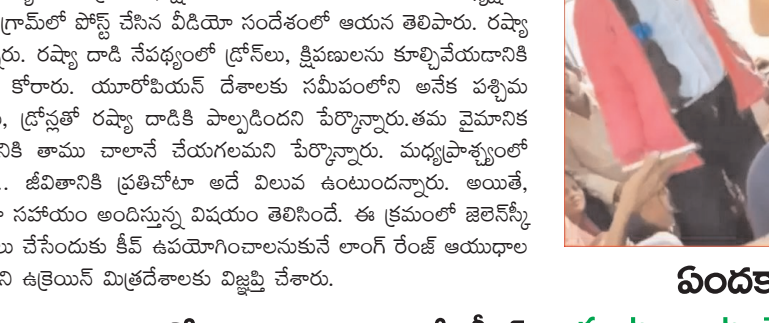 గ్రామ్‌లో పోస్ట్ చేసిన వీడియో సందేశంలో ఆయన తెలిపారు. రష్యా
రు. రష్యా దాడి నేపథ్యంలో డ్రోన్‌లు, క్షిపణులను కూల్చివేయడానికి
కోరారు. యూరోపియన్ దేశాలకు సమీపంలోని అనేక పశ్చిమ
, డ్రోన్లతో రష్యా దాడికి పాల్పడిందని పేర్కొన్నారు.తమ వైమానిక
నికి తాము చాలానే చేయగలమని పేర్కొన్నారు. మధ్యప్రాశ్చ్యంలో
.. జీవితానికి ప్రతిచోటా అదే విలువ ఉంటుందన్నారు. అయితే,
సహాయం అందిస్తున్న విషయం తెలిసిందే. ఈ క్రమంలో జెలెన్‌స్కీ
లు చేసేందుకు కీవ్ ఉపయోగించాలనుకునే లాంగ్ రేంజ్ ఆయుధాల
ని ఉక్రెయిన్ మిత్రదేశాలకు విజ్ఞప్తి చేశారు.